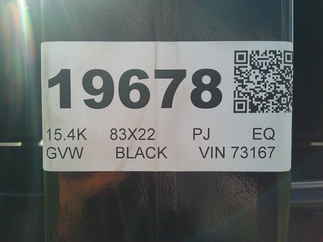 19678
15.4K 83X22 PJ EQ
GVW BLACK VIN 73167